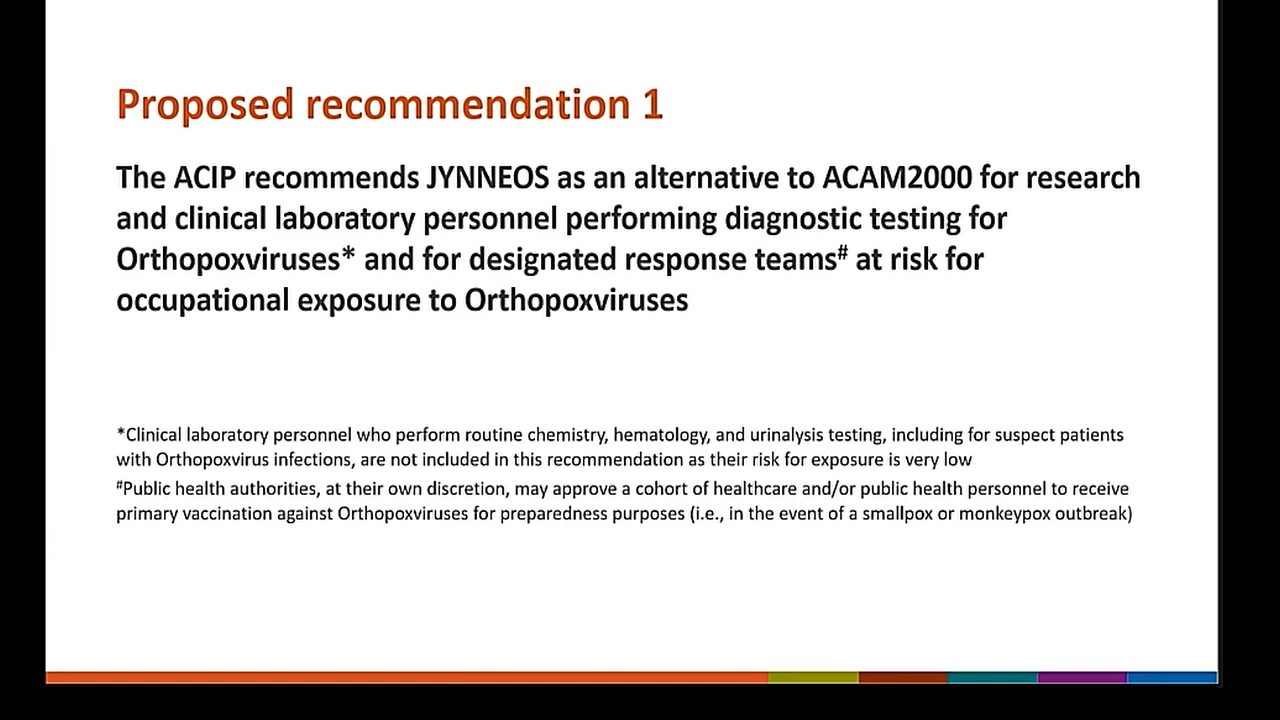 Proposed recommendation 1
The ACIP recommends JYNNEOS as an alternative to ACAM2000 for research
and clinical laboratory personnel performing diagnostic testing for
Orthopoxviruses* and for designated response teams# at risk for
occupational exposure to Orthopoxviruses
*Clinical laboratory personnel who perform routine chemistry, hematology, and urinalysis testing, including for suspect patients
with Orthopoxvirus infections, are not included in this recommendation as their risk for exposure is very low
#Public health authorities, at their own discretion, may approve a cohort of healthcare and/or public health personnel to receive
primary vaccination against Orthopoxviruses for preparedness purposes (i.e., in the event of a smallpox or monkeypox outbreak)